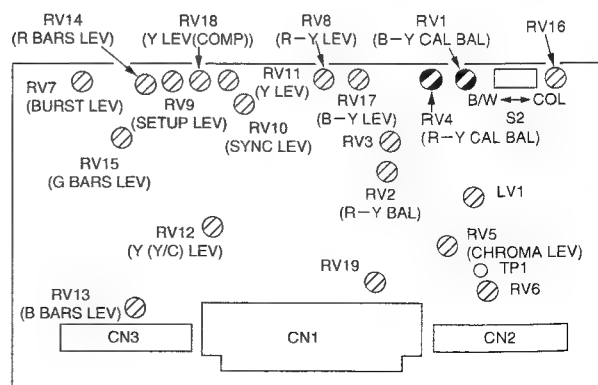 RV14
(R BARS LEV)
RV18
(Y LEV(COMP))
RV8
(R−Y LEV)
RV1
(B−Y CAL BAL)
RV16
RV7
(BURST LEV)
RV9
(SETUP LEV)
RV11
(Y LEV)
RV10
(SYNC LEV)
RV17
(B−Y LEV)
RV4
(R−Y CAL BAL)
B/W ↔ COL
S2
RV15
(G BARS LEV)
RV3
RV2
(R−Y BAL)
LV1
RV12
(Y (Y/C) LEV)
RV5
(CHROMA LEV)
TP1
RV6
RV19
RV13
(B BARS LEV)
CN3
CN1
CN2